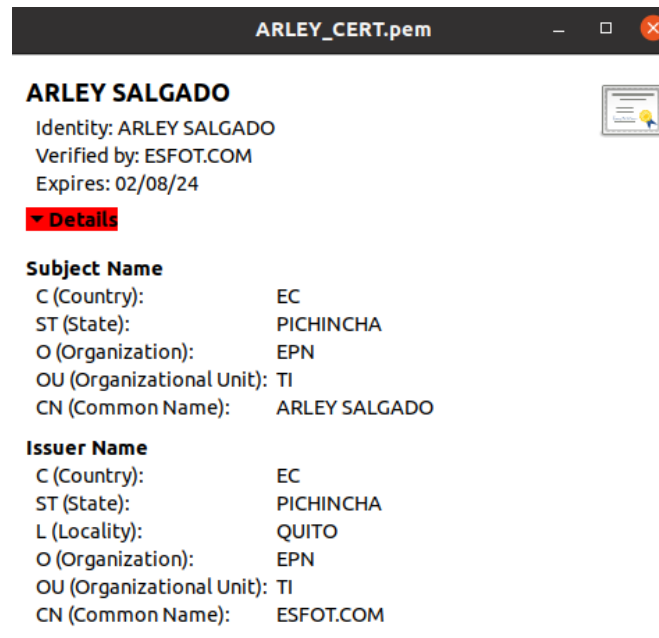 ARLEY_CERT.pem
ARLEY SALGADO
Identity: ARLEY SALGADO
Verified by: ESFOT.COM
Expires: 02/08/24
Details
Subject Name
C (Country): EC
ST (State): PICHINCHA
O (Organization): EPN
OU (Organizational Unit): TI
CN (Common Name): ARLEY SALGADO
Issuer Name
C (Country): EC
ST (State): PICHINCHA
L (Locality): QUITO
O (Organization): EPN
OU (Organizational Unit): TI
CN (Common Name): ESFOT.COM